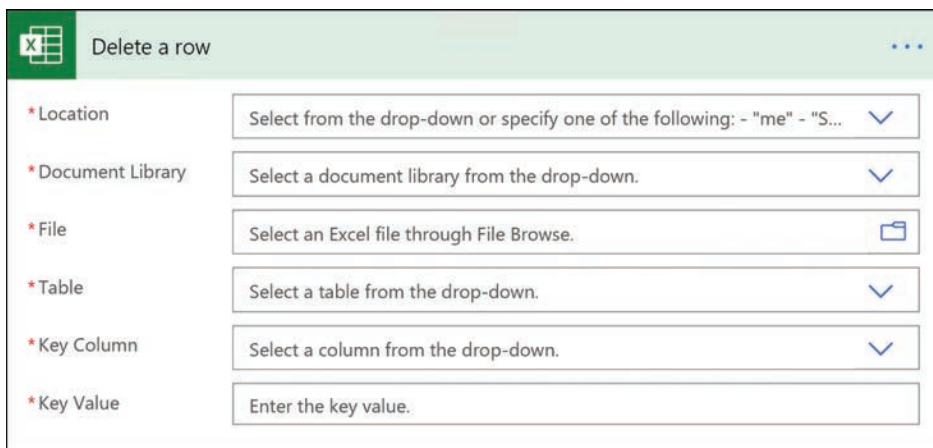 Delete a row
*Location Select from the drop-down or specify one of the following: - "me" - "S...
*Document Library Select a document library from the drop-down.
*File Select an Excel file through File Browse.
*Table Select a table from the drop-down.
*Key Column Select a column from the drop-down.
*Key Value Enter the key value.